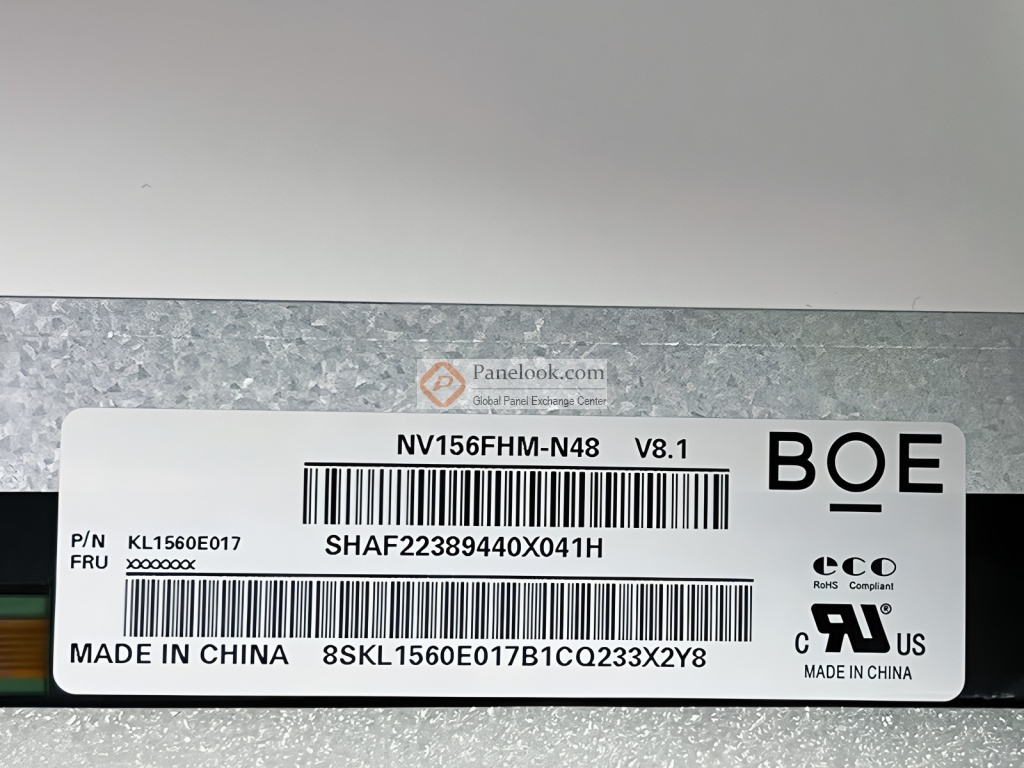 Panelook.com
Global Panel Exchange Center
NV156FHM-N48 V8.1
BOE
SHAF22389440X041H
P/N KL1560E017
FRU XXXXXXX
eco
RoHS Compliant
8SKL1560E017B1CQ233X2Y8
MADE IN CHINA
C RU ® US
MADE IN CHINA